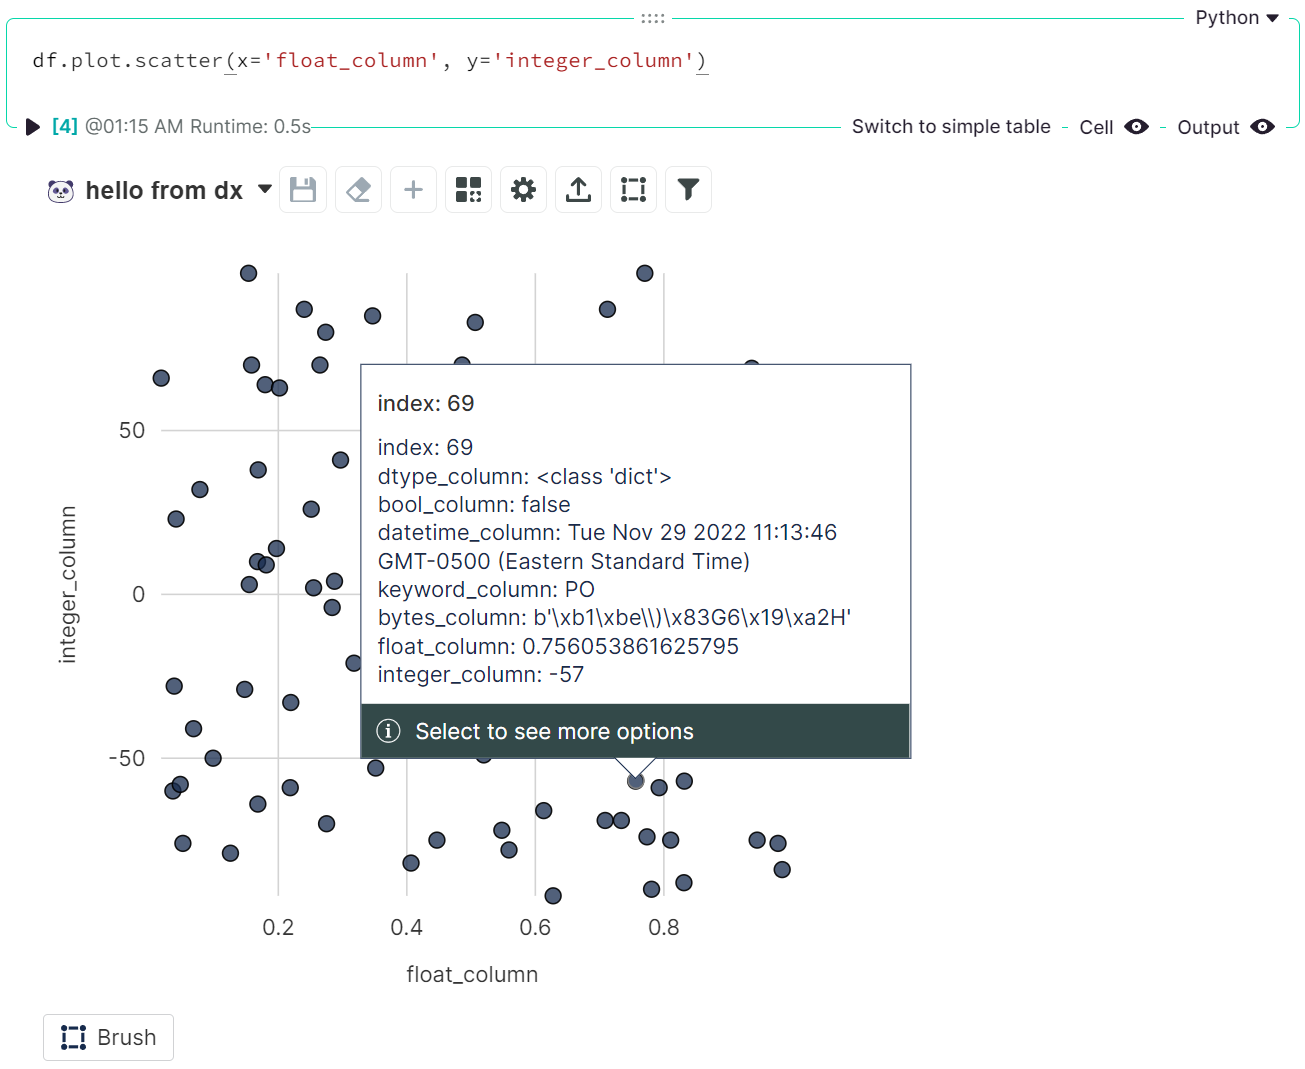 Python
df.plot.scatter(x='float_column', y='integer_column')
[4] @01:15 AM Runtime: 0.5s
Switch to simple table - Cell - Output
hello from dx
50
0
-50
integer_column
index: 69
index: 69
dtype_column: <class 'dict'>
bool_column: false
datetime_column: Tue Nov 29 2022 11:13:46
GMT-0500 (Eastern Standard Time)
keyword_column: PO
bytes_column: b'\xb1\xbe\\)\x83G6\x19\xa2H'
float_column: 0.756053861625795
integer_column: -57
Select to see more options
0.2 0.4 0.6 0.8
float_column
Brush